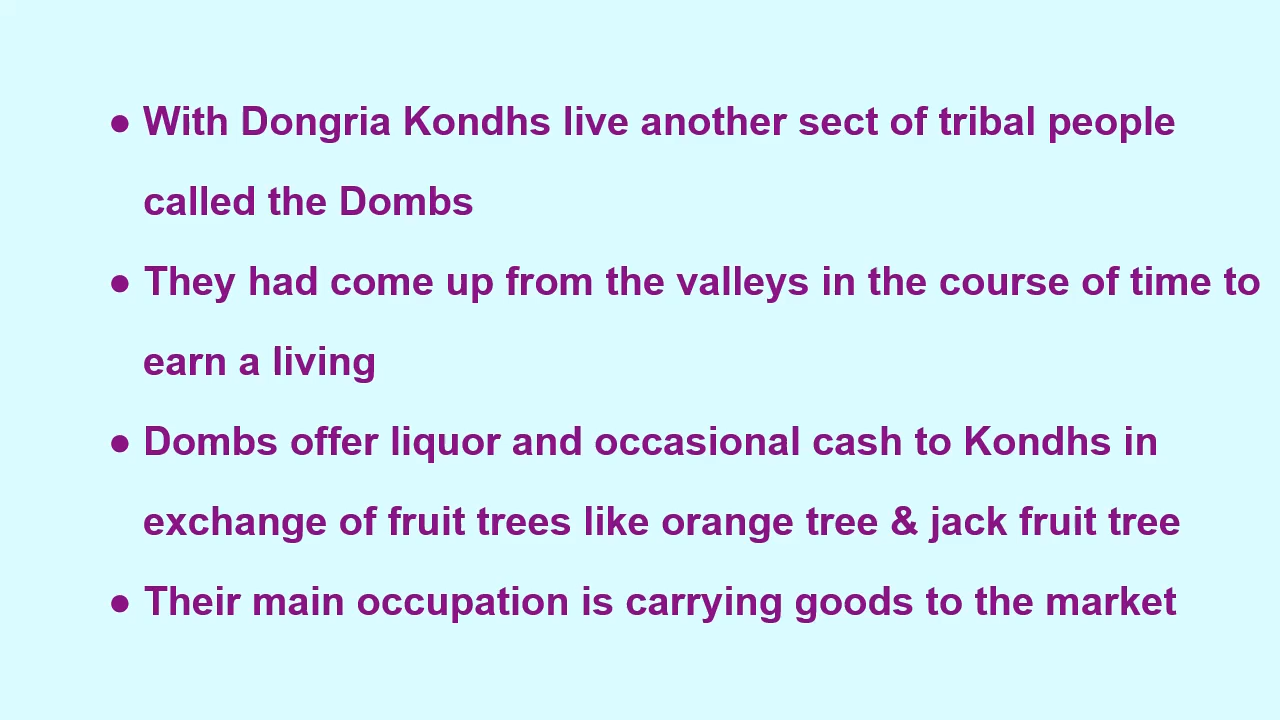 ● With Dongria Kondhs live another sect of tribal people
called the Dombs
● They had come up from the valleys in the course of time to
earn a living
● Dombs offer liquor and occasional cash to Kondhs in
exchange of fruit trees like orange tree & jack fruit tree
● Their main occupation is carrying goods to the market